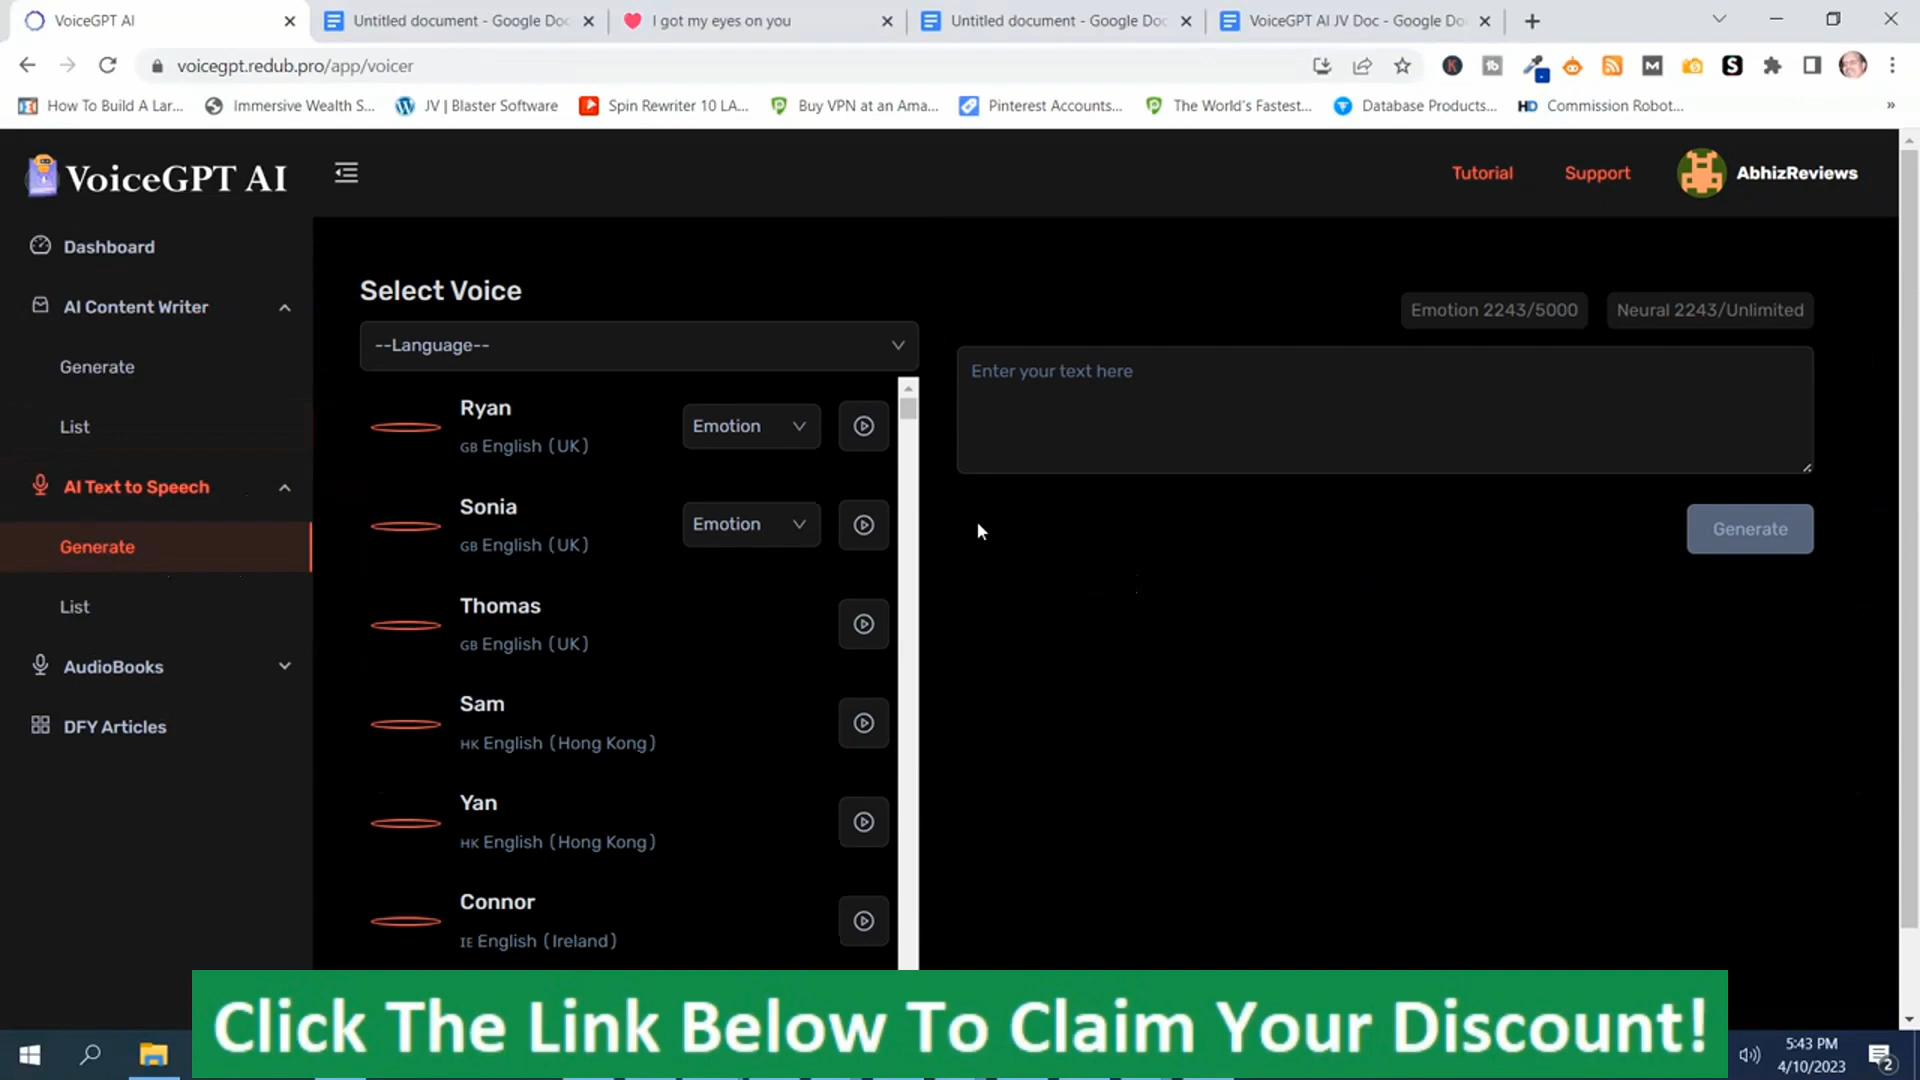 VoiceGPT AI
Untitled document - Google Doc
I got my eyes on you
Untitled document - Google Doc
VoiceGPT AI JV Doc - Google Do
voicegpt.redub.pro/app/voicer
How To Build A Lar...
Immersive Wealth S...
JV | Blaster Software
Spin Rewriter 10 LA...
Buy VPN at an Ama...
Pinterest Accounts...
The World's Fastest...
Database Products...
HD Commission Robot...
VoiceGPT AI
Tutorial
Support
AbhizReviews
Dashboard
AI Content Writer
Generate
List
AI Text to Speech
Generate
List
AudioBooks
DFY Articles
Select Voice
--Language--
Ryan
GB English (UK)
Emotion
Sonia
GB English (UK)
Emotion
Thomas
GB English (UK)
Sam
HK English (Hong Kong)
Yan
HK English (Hong Kong)
Connor
IE English (Ireland)
Emotion 2243/5000
Neural 2243/Unlimited
Enter your text here
Generate
Click The Link Below To Claim Your Discount!
5:43 PM
4/10/2023
2